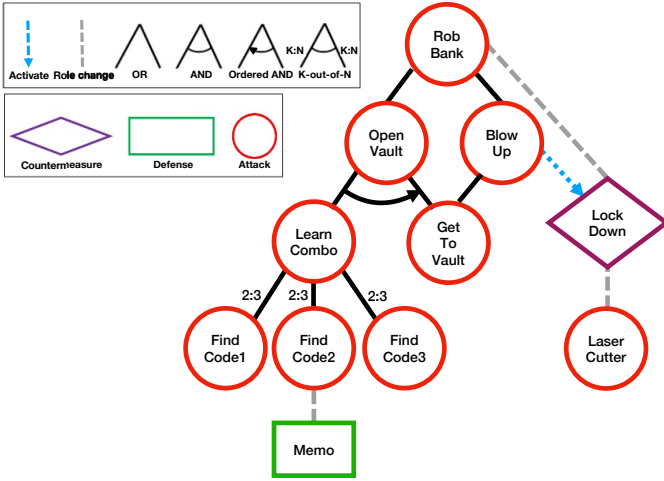 K:N K:N
Activate Role change OR AND Ordered AND K-out-of-N
Countermeasure Defense Attack
Rob
Bank
Open
Vault
Blow
Up
Lock
Down
Learn
Combo
Get
To
Vault
2:3 2:3 2:3
Find
Code1
Find
Code2
Find
Code3
Laser
Cutter
Memo